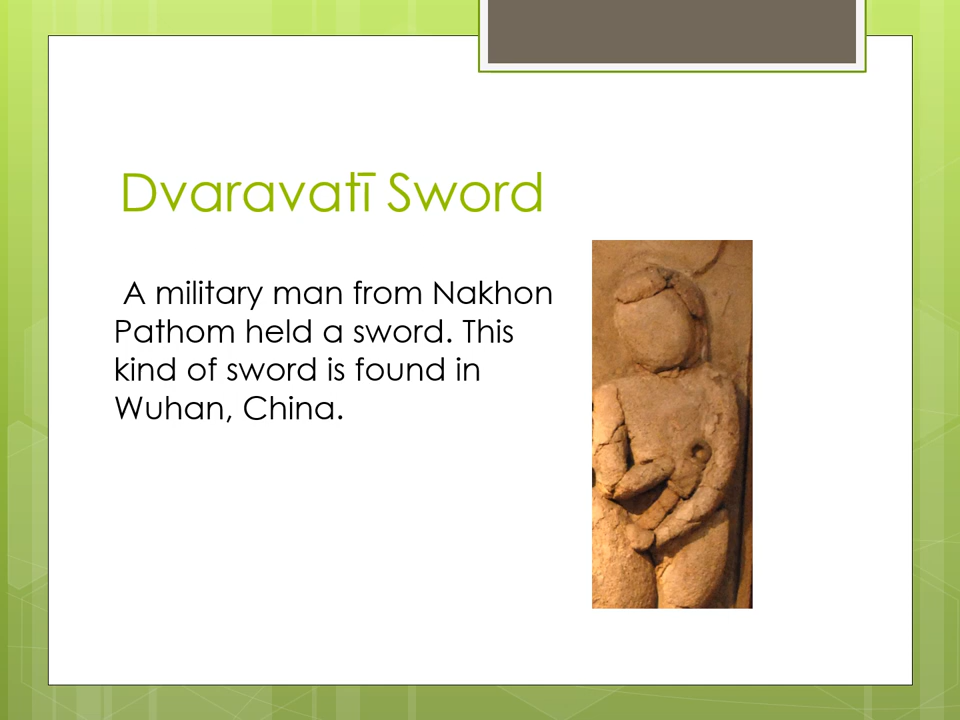 Dvaravatī Sword
A military man from Nakhon
Pathom held a sword. This
kind of sword is found in
Wuhan, China.